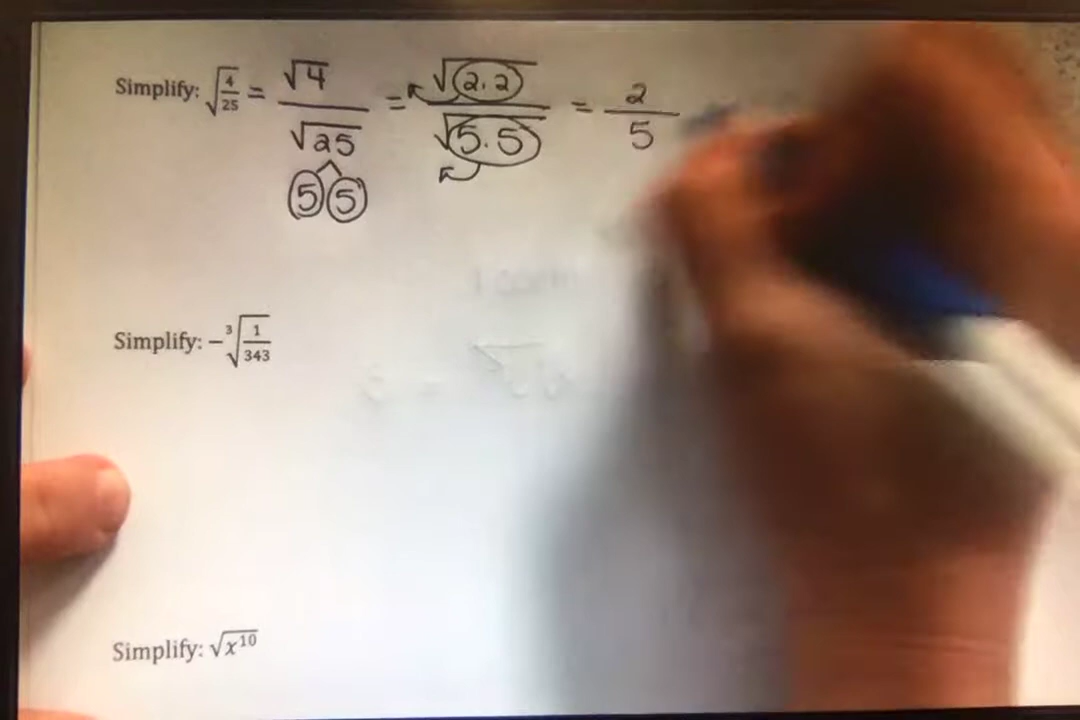 Simplify: √4/25 = √4/√25 = √2·2/√5·5 = 2/5
5 5
Simplify: -∛1/343
Simplify: √x¹⁰